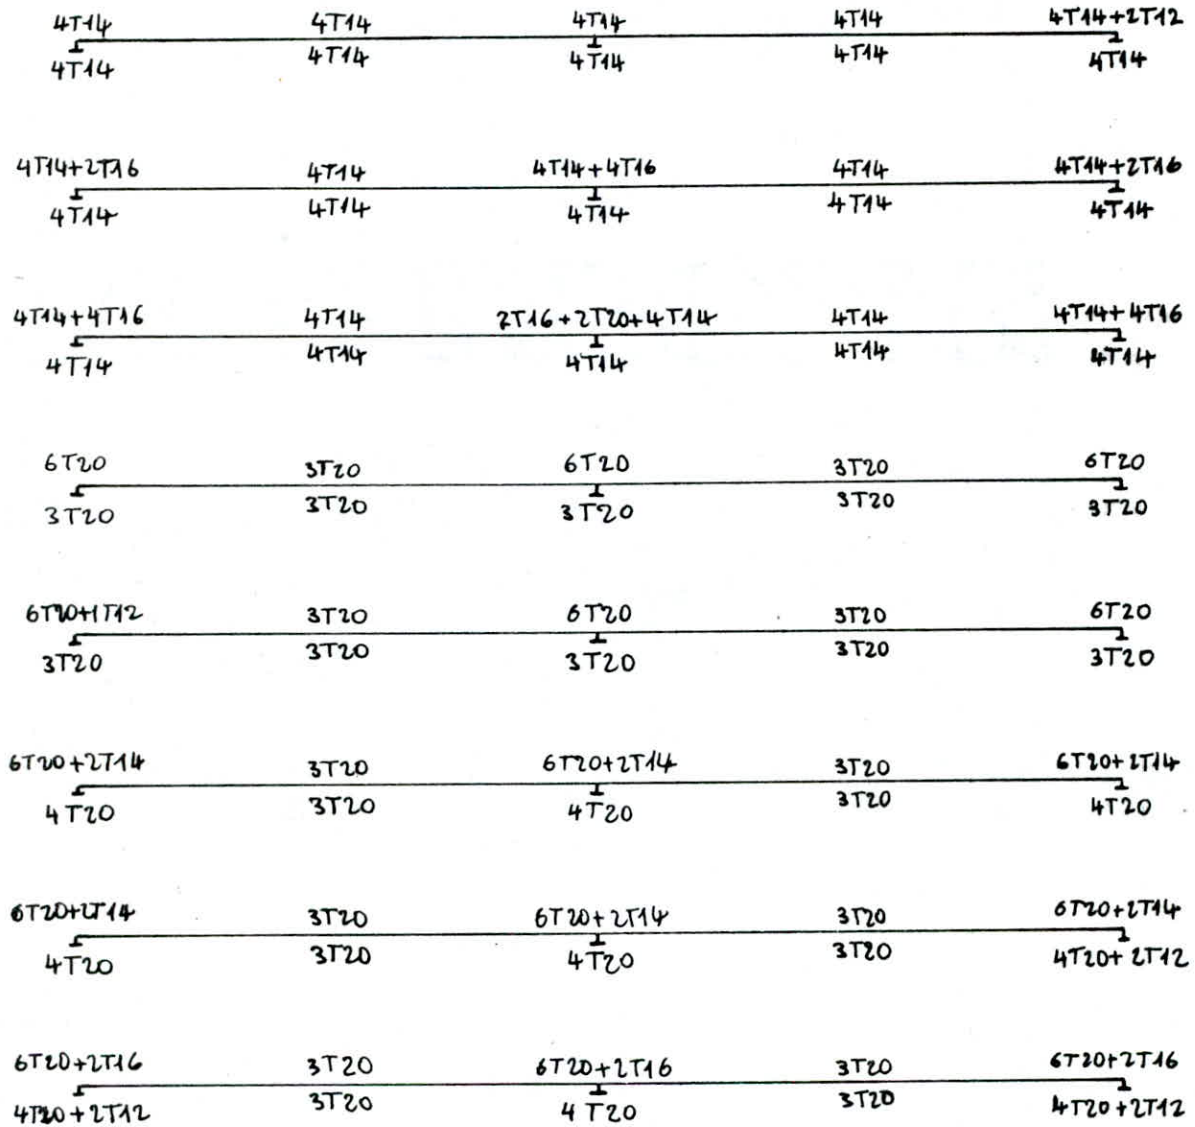 4T14 4T14 4T14 4T14 4T14+2T12
4T14 4T14 4T14 4T14 4T14
4T14+2T16 4T14 4T14+4T16 4T14 4T14+2T16
4T14 4T14 4T14 4T14 4T14
4T14+4T16 4T14 2T16+2T20+4T14 4T14 4T14+4T16
4T14 4T14 4T14 4T14 4T14
6T20 3T20 6T20 3T20 6T20
3T20 3T20 3T20 3T20 3T20
6T20+1T12 3T20 6T20 3T20 6T20
3T20 3T20 3T20 3T20 3T20
6T20+2T14 3T20 6T20+2T14 3T20 6T20+2T14
4T20 3T20 4T20 3T20 4T20
6T20+2T14 3T20 6T20+2T14 3T20 6T20+2T14
4T20 3T20 4T20 3T20 4T20+2T12
6T20+2T16 3T20 6T20+2T16 3T20 6T20+2T16
4T20+2T12 3T20 4T20 3T20 4T20+2T12